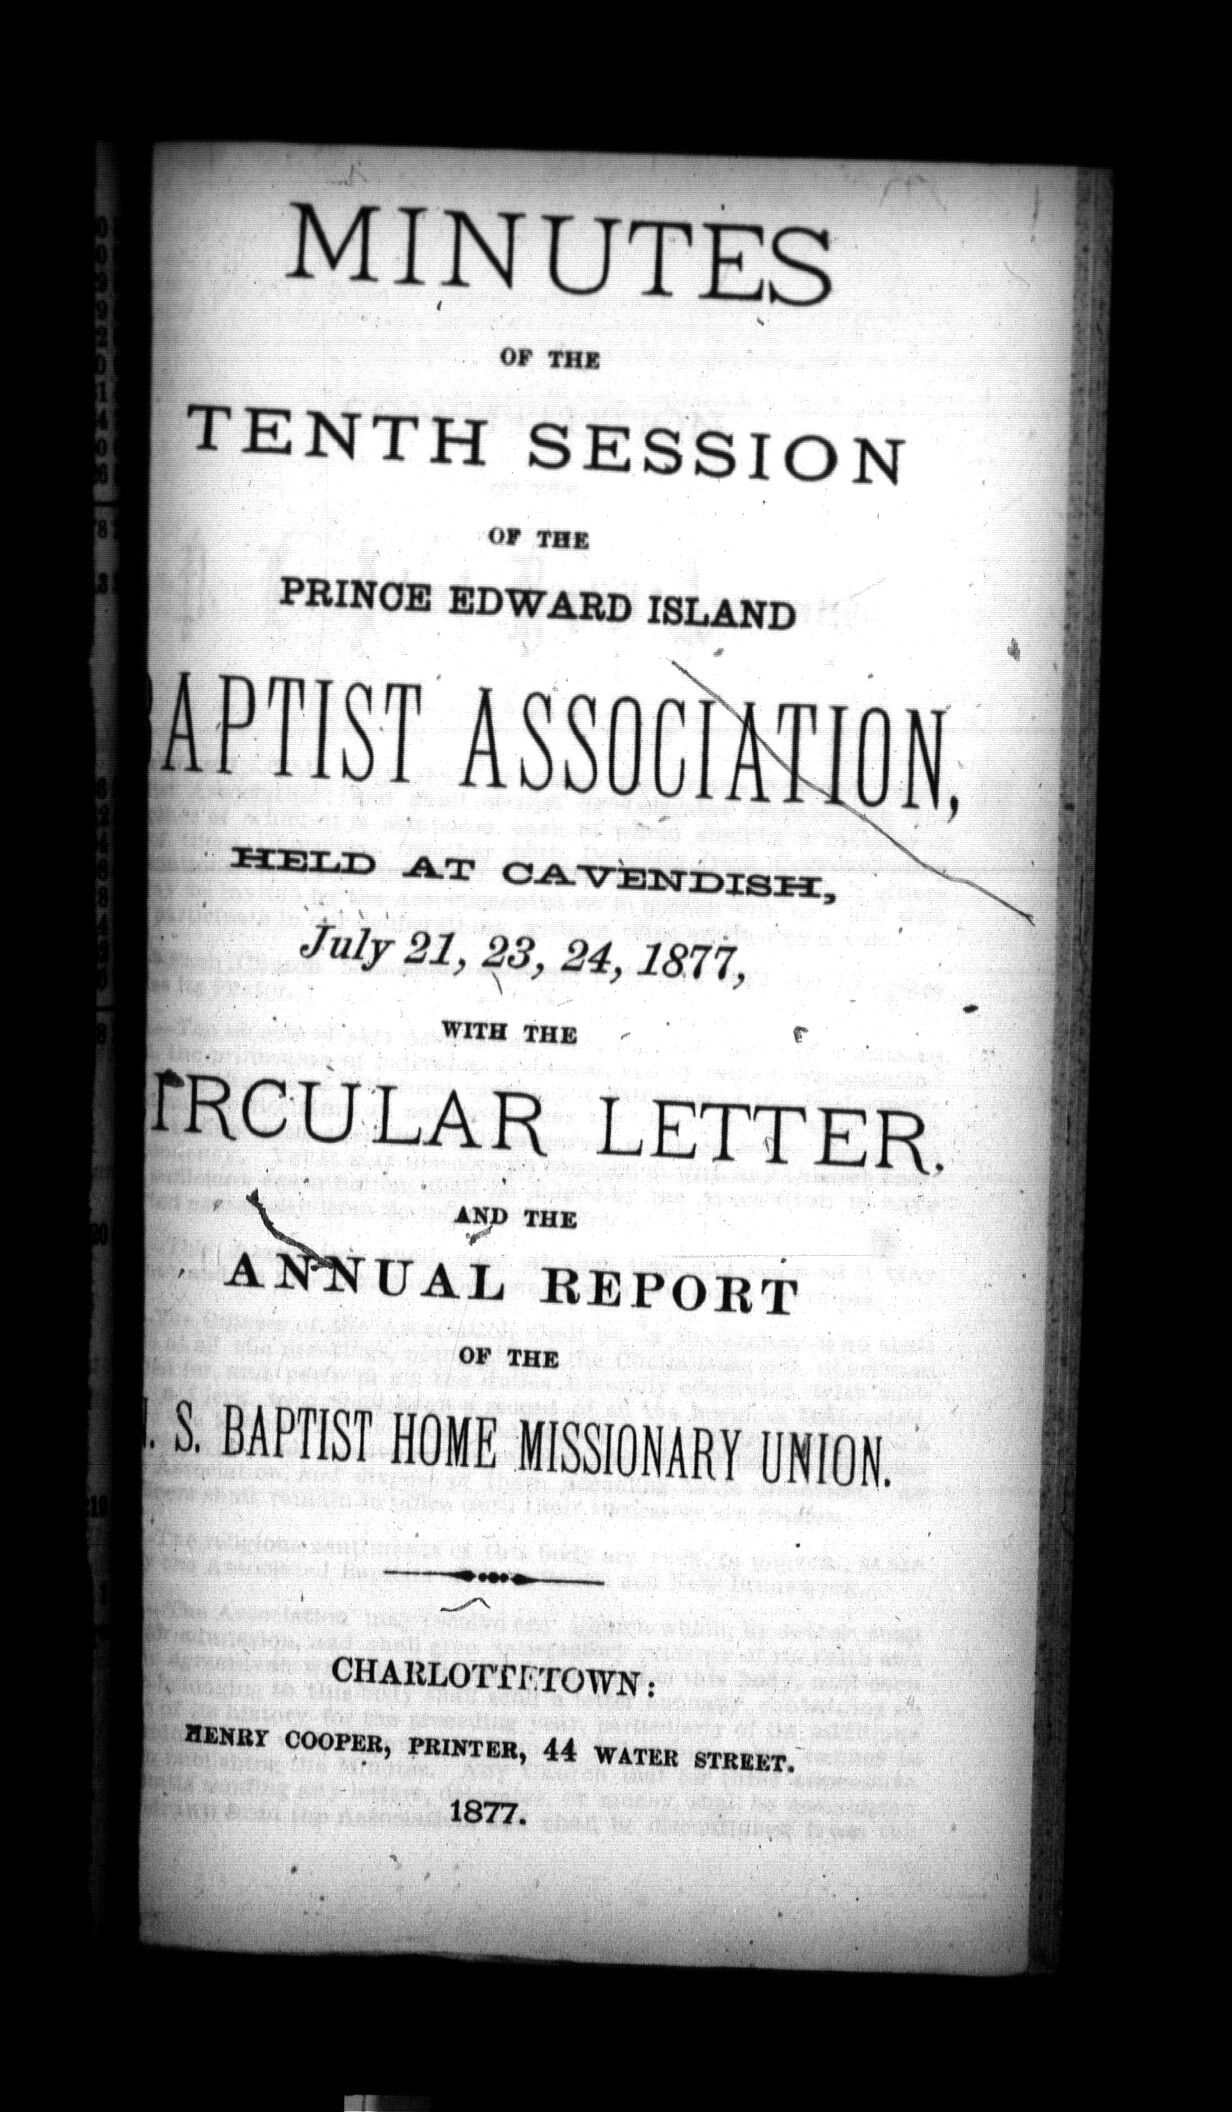 MINUTES
OF THE
TENTH SESSION
OF THE
PRINCE EDWARD ISLAND
BAPTIST ASSOCIATION,
HELD AT CAVENDISH,
July 21, 23, 24, 1877,
WITH THE
IRCULAR LETTER,
AND THE
ANNUAL REPORT
OF THE
. S. BAPTIST HOME MISSIONARY UNION.
CHARLOTTETOWN:
HENRY COOPER, PRINTER, 44 WATER STREET.
1877.